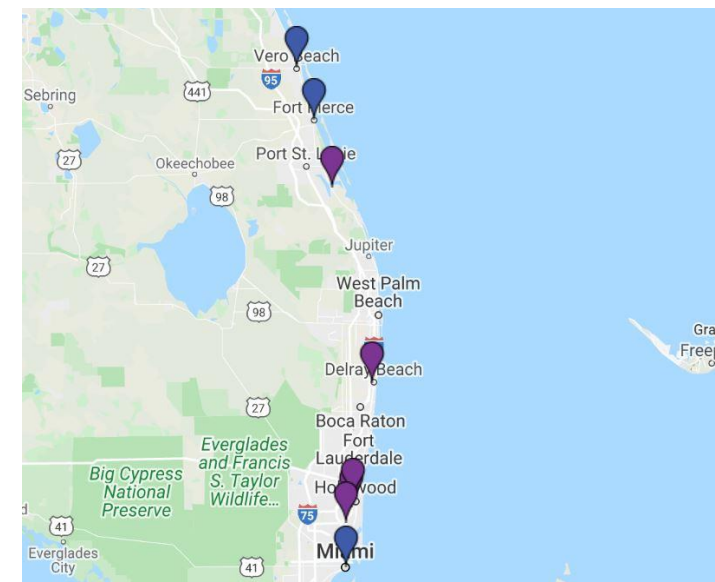 Vero Beach
95
Sebring
441
Fort Pierce
Port St. Lucie
27
Okeechobee
98
Jupiter
27
West Palm
Beach
98
Gra
Freep
Delray Beach
27
Boca Raton
Everglades
and Francis
S. Taylor
Wildlife...
Fort
Lauderdale
Big Cypress
National
Preserve
Hollywood
75
d
41
Miami
Everglades
City
41